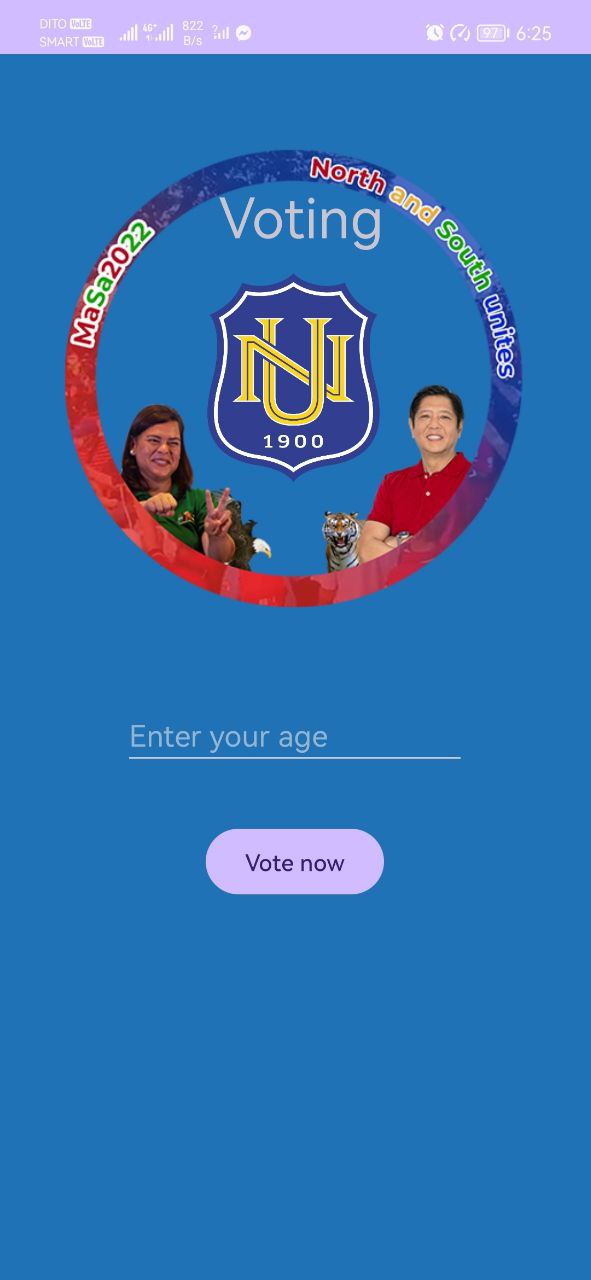 DITO VoLTE
SMART VoLTE
4G+
822
B/s
?
97
6:25
North and South unites
MaSa2022
Voting
NU
1900
Enter your age
Vote now